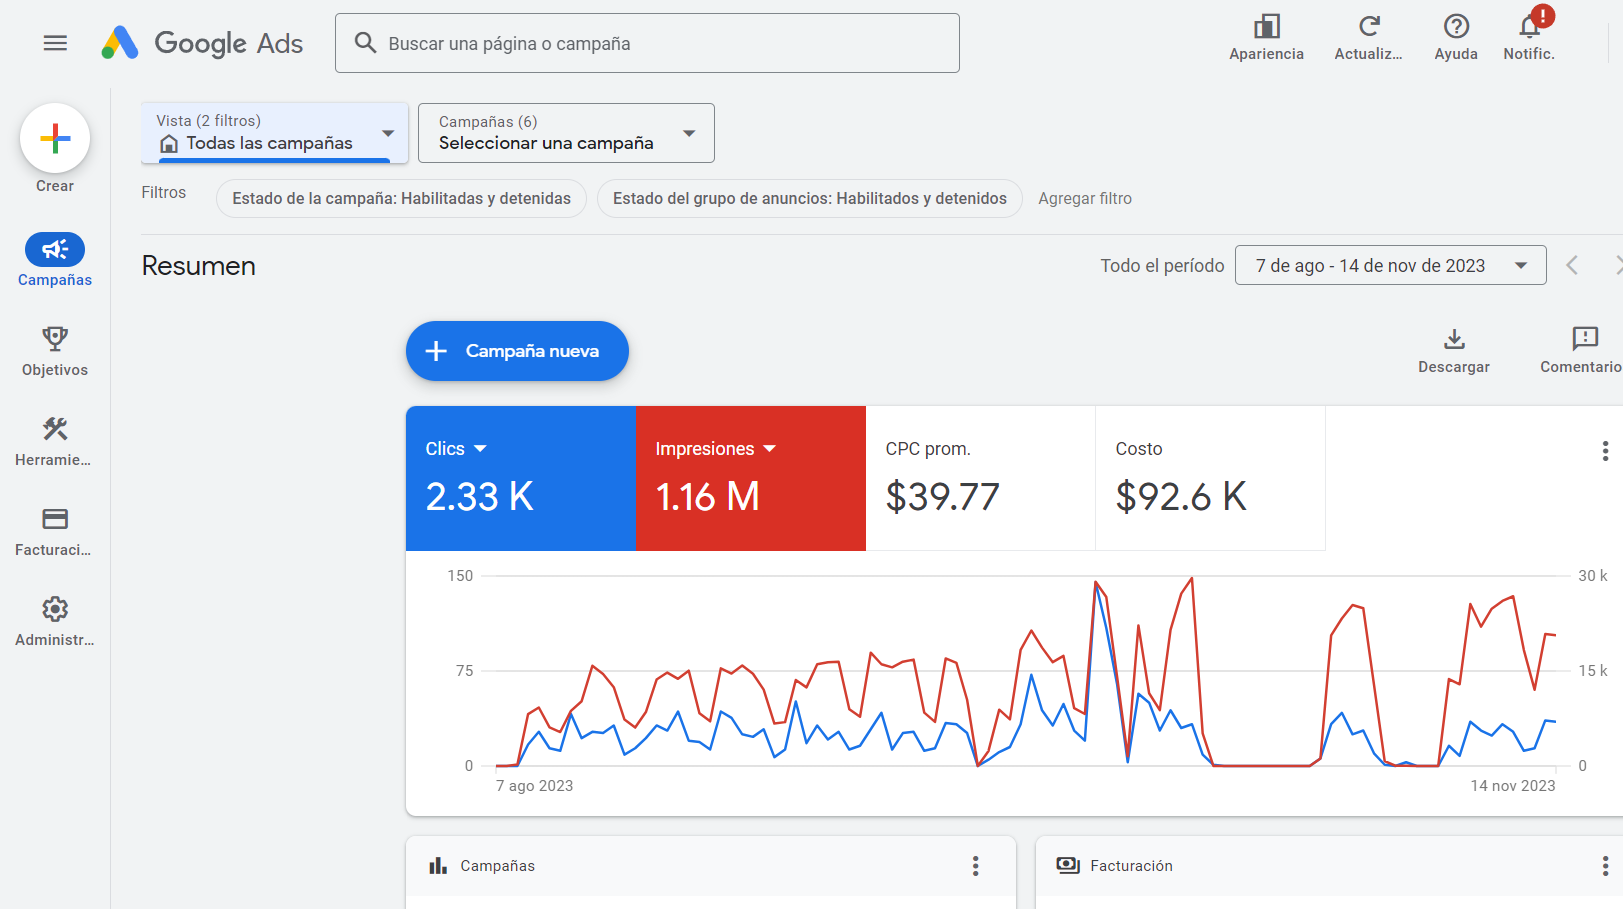 Google Ads
Buscar una página o campaña
Apariencia
Actualiz...
Ayuda
!
Notific.
Crear
Campañas
Objetivos
Herramie...
Facturaci...
Administr...
Vista (2 filtros)
Todas las campañas
Campañas (6)
Seleccionar una campaña
Filtros
Estado de la campaña: Habilitadas y detenidas
Estado del grupo de anuncios: Habilitados y detenidos
Agregar filtro
Resumen
Todo el período
7 de ago - 14 de nov de 2023
Campaña nueva
Descargar
Comentario
Clics
2.33 K
Impresiones
1.16 M
CPC prom.
$39.77
Costo
$92.6 K
150
75
0
30 k
15 k
0
7 ago 2023
14 nov 2023
Campañas
Facturación